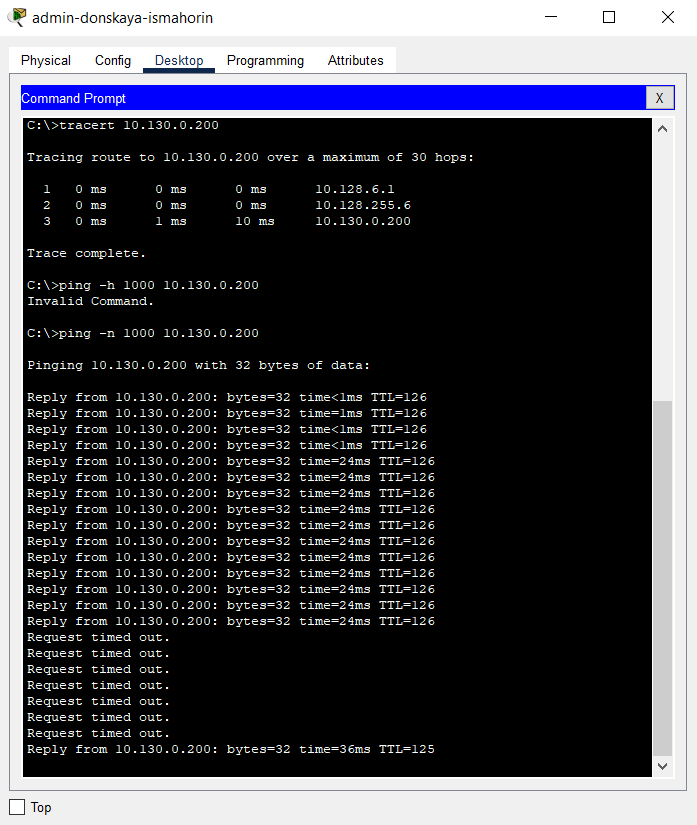 admin-donskaya-ismahorin
Physical Config Desktop Programming Attributes
Command Prompt
X
C:\>tracert 10.130.0.200
Tracing route to 10.130.0.200 over a maximum of 30 hops:
1 0 ms 0 ms 0 ms 10.128.6.1
2 0 ms 0 ms 0 ms 10.128.255.6
3 0 ms 1 ms 10 ms 10.130.0.200
Trace complete.
C:\>ping -h 1000 10.130.0.200
Invalid Command.
C:\>ping -n 1000 10.130.0.200
Pinging 10.130.0.200 with 32 bytes of data:
Reply from 10.130.0.200: bytes=32 time<1ms TTL=126
Reply from 10.130.0.200: bytes=32 time=1ms TTL=126
Reply from 10.130.0.200: bytes=32 time<1ms TTL=126
Reply from 10.130.0.200: bytes=32 time<1ms TTL=126
Reply from 10.130.0.200: bytes=32 time=24ms TTL=126
Reply from 10.130.0.200: bytes=32 time=24ms TTL=126
Reply from 10.130.0.200: bytes=32 time=24ms TTL=126
Reply from 10.130.0.200: bytes=32 time=24ms TTL=126
Reply from 10.130.0.200: bytes=32 time=24ms TTL=126
Reply from 10.130.0.200: bytes=32 time=24ms TTL=126
Reply from 10.130.0.200: bytes=32 time=24ms TTL=126
Reply from 10.130.0.200: bytes=32 time=24ms TTL=126
Reply from 10.130.0.200: bytes=32 time=24ms TTL=126
Reply from 10.130.0.200: bytes=32 time=24ms TTL=126
Reply from 10.130.0.200: bytes=32 time=24ms TTL=126
Request timed out.
Request timed out.
Request timed out.
Request timed out.
Request timed out.
Request timed out.
Request timed out.
Reply from 10.130.0.200: bytes=32 time=36ms TTL=125
Top